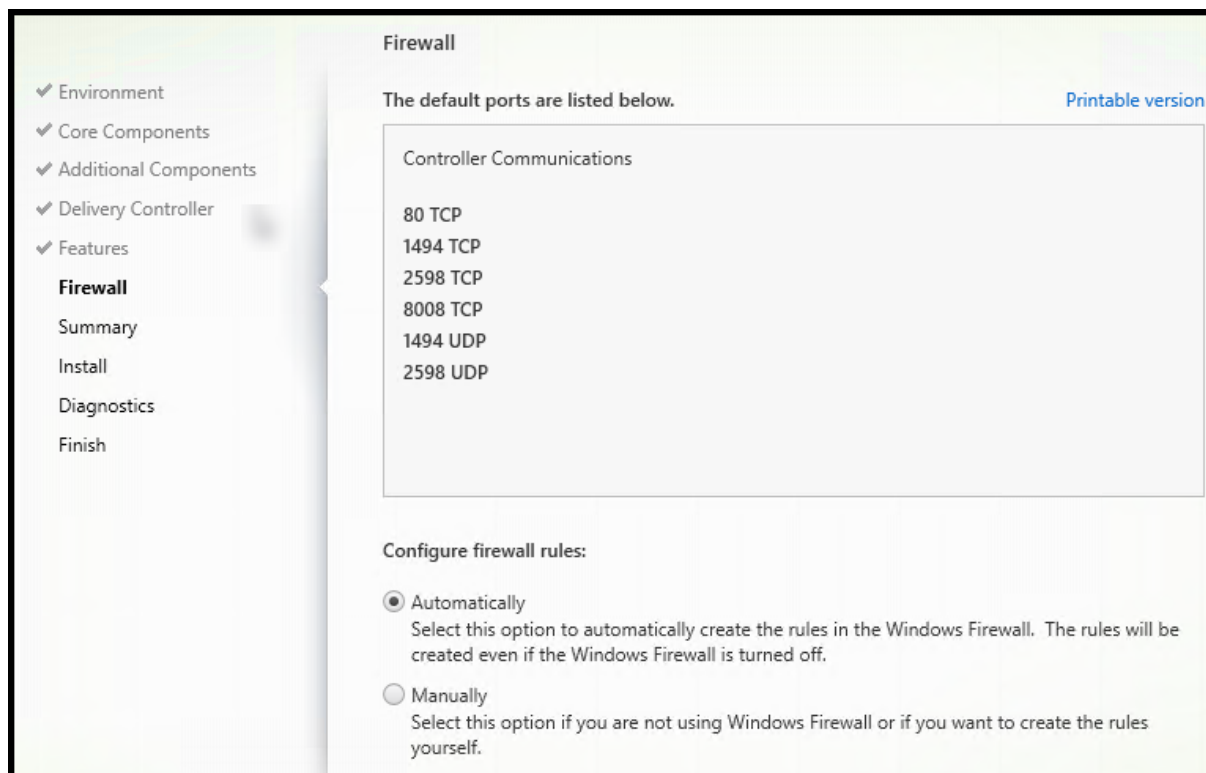 Environment
Core Components
Additional Components
Delivery Controller
Features
Firewall
Summary
Install
Diagnostics
Finish
Firewall
The default ports are listed below.
Printable version
Controller Communications
80 TCP
1494 TCP
2598 TCP
8008 TCP
1494 UDP
2598 UDP
Configure firewall rules:
Automatically
Select this option to automatically create the rules in the Windows Firewall. The rules will be
created even if the Windows Firewall is turned off.
Manually
Select this option if you are not using Windows Firewall or if you want to create the rules
yourself.